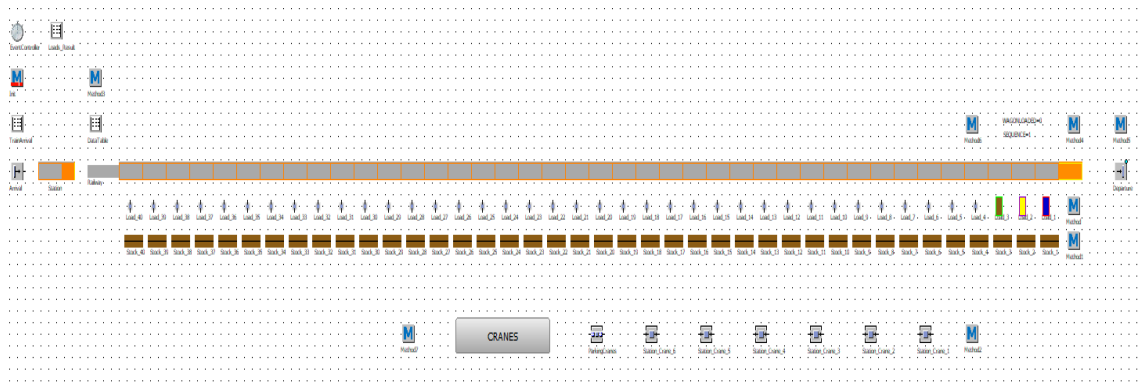 EventController Loads_Result
Init Method3
TrainArrival DataTable Method6 WAGONLOADED=0 Method4 Method5
SEQUENCE=1
Arrival Station Railway Departure
Load_40 Load_39 Load_38 Load_37 Load_36 Load_35 Load_34 Load_33 Load_32 Load_31 Load_30 Load_29 Load_28 Load_27 Load_26 Load_25 Load_24 Load_23 Load_22 Load_21 Load_20 Load_19 Load_18 Load_17 Load_16 Load_15 Load_14 Load_13 Load_12 Load_11 Load_10 Load_9 Load_8 Load_7 Load_6 Load_5 Load_4 Load_3 Load_2 Load_1 Method
Stock_40 Stock_39 Stock_38 Stock_37 Stock_36 Stock_35 Stock_34 Stock_33 Stock_32 Stock_31 Stock_30 Stock_29 Stock_28 Stock_27 Stock_26 Stock_25 Stock_24 Stock_23 Stock_22 Stock_21 Stock_20 Stock_19 Stock_18 Stock_17 Stock_16 Stock_15 Stock_14 Stock_13 Stock_12 Stock_11 Stock_10 Stock_9 Stock_8 Stock_7 Stock_6 Stock_5 Stock_4 Stock_3 Stock_2 Stock_1 Method1
Method7 CRANES ParkingCranes Station_Crane_6 Station_Crane_5 Station_Crane_4 Station_Crane_3 Station_Crane_2 Station_Crane_1 Method2